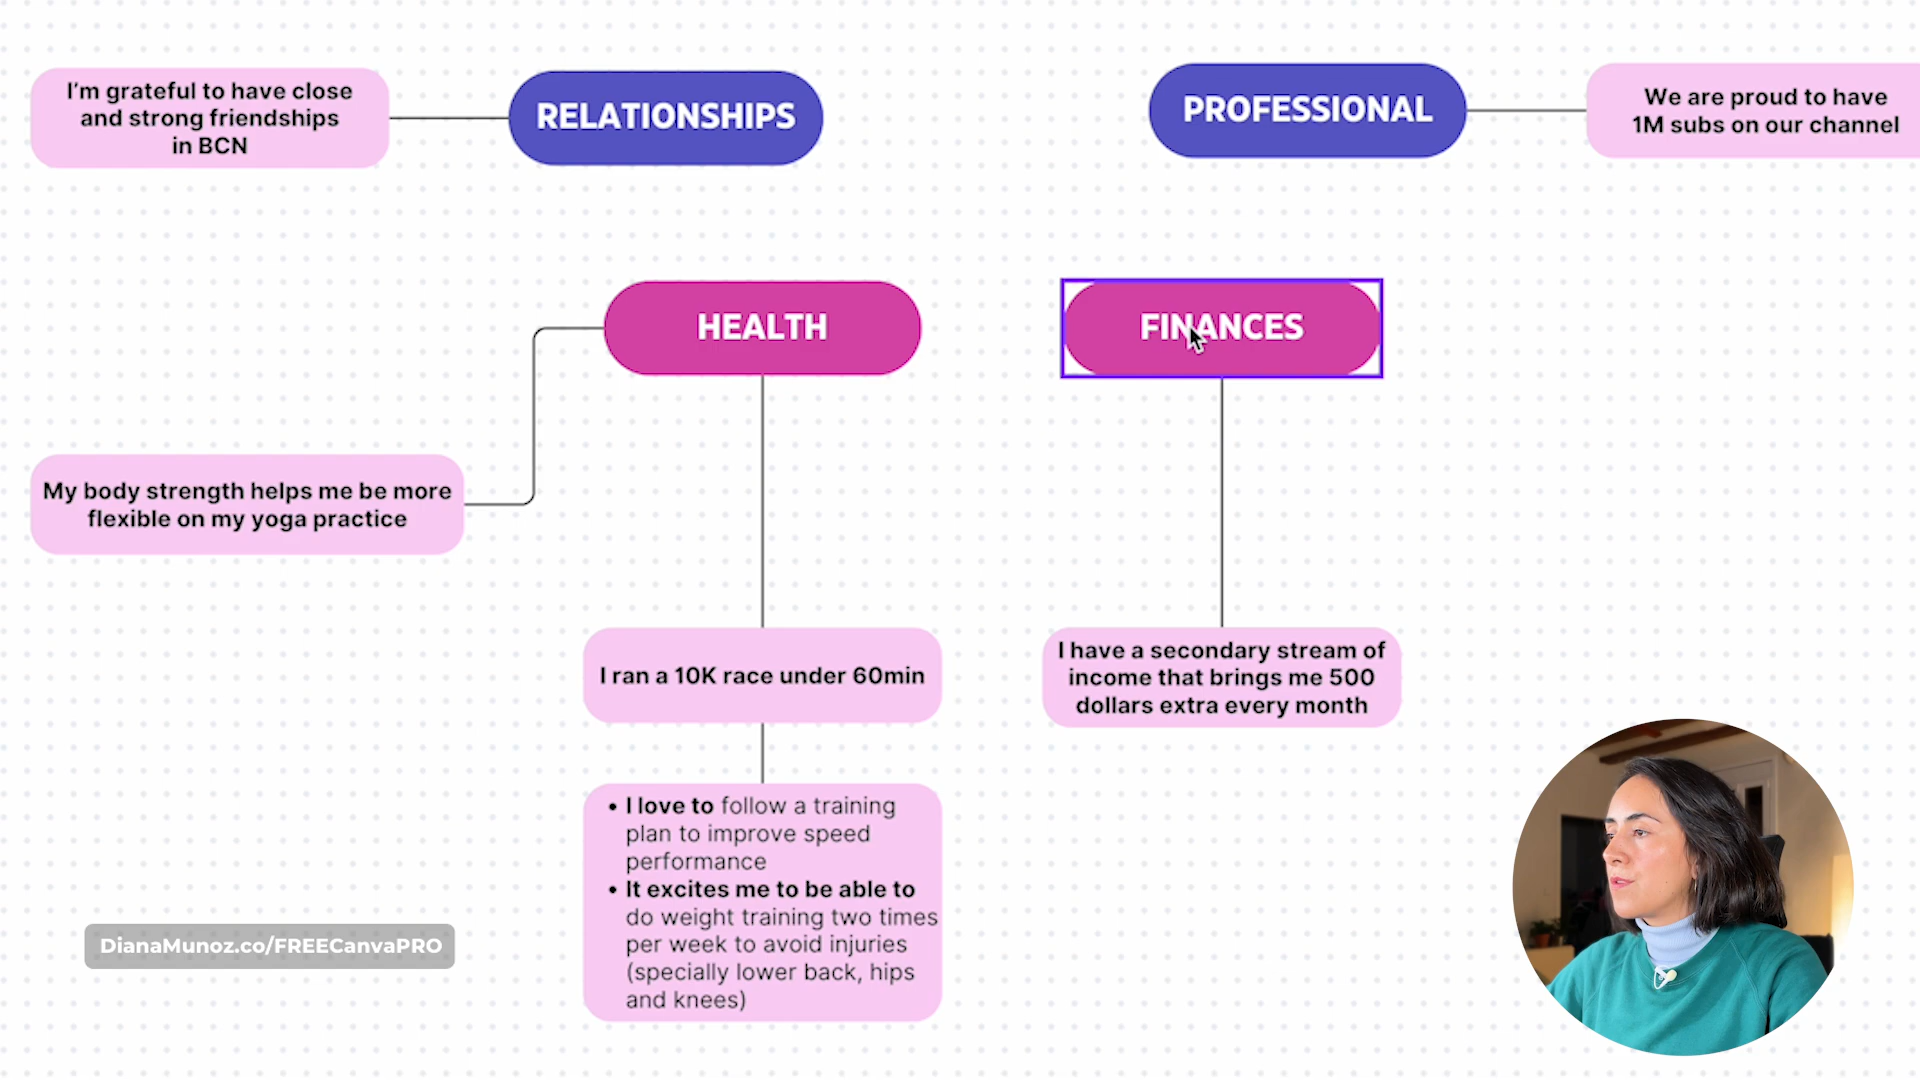 I'm grateful to have close
and strong friendships
in BCN
RELATIONSHIPS
PROFESSIONAL
We are proud to have
1M subs on our channel
HEALTH
FINANCES
My body strength helps me be more
flexible on my yoga practice
I ran a 10K race under 60min
I have a secondary stream of
income that brings me 500
dollars extra every month
• I love to follow a training
plan to improve speed
performance
• It excites me to be able to
do weight training two times
per week to avoid injuries
(specially lower back, hips
and knees)
DianaMunoz.co/FREECanvaPRO